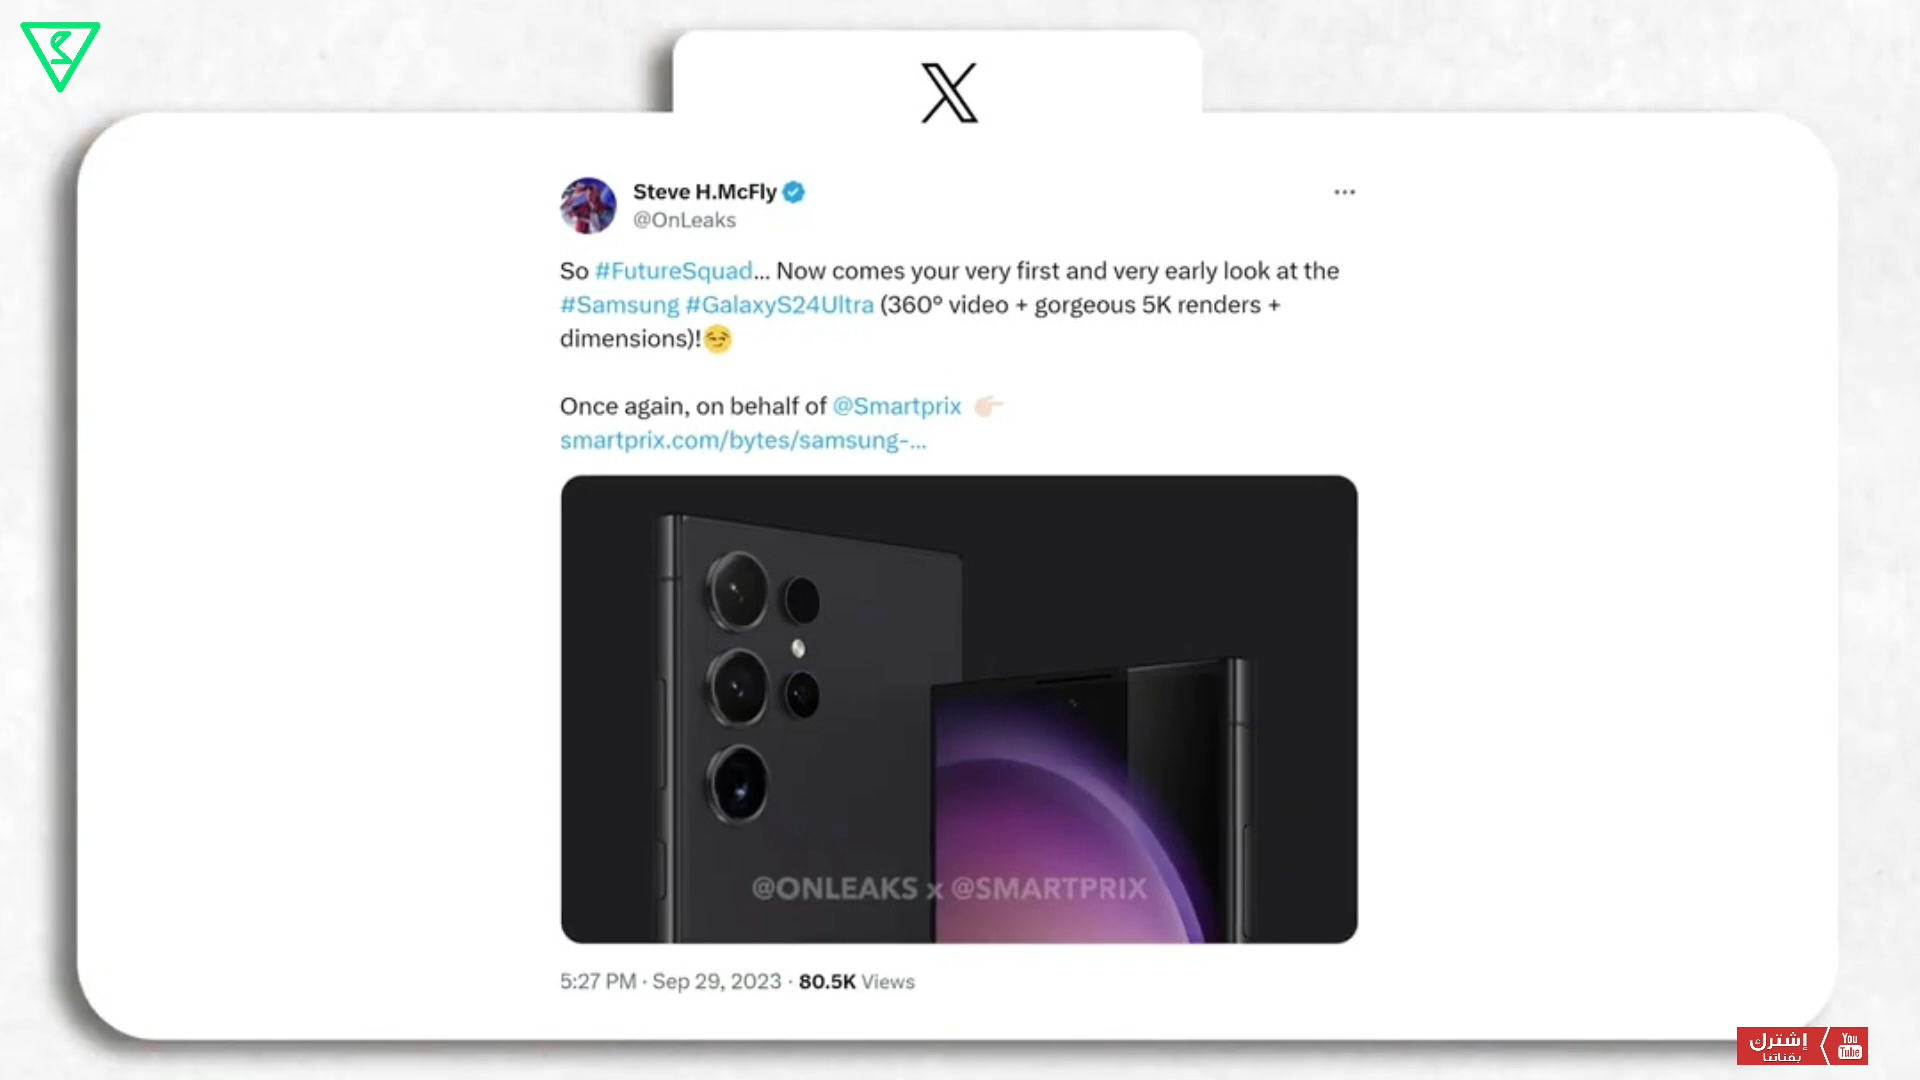 Steve H.McFly
@OnLeaks
So #FutureSquad... Now comes your very first and very early look at the
#Samsung #GalaxyS24Ultra (360º video + gorgeous 5K renders +
dimensions)!😏
Once again, on behalf of @Smartprix 👉🏻
smartprix.com/bytes/samsung-...
@ONLEAKS x @SMARTPRIX
5:27 PM · Sep 29, 2023 · 80.5K Views
إشترك
بقناتنا
You
Tube